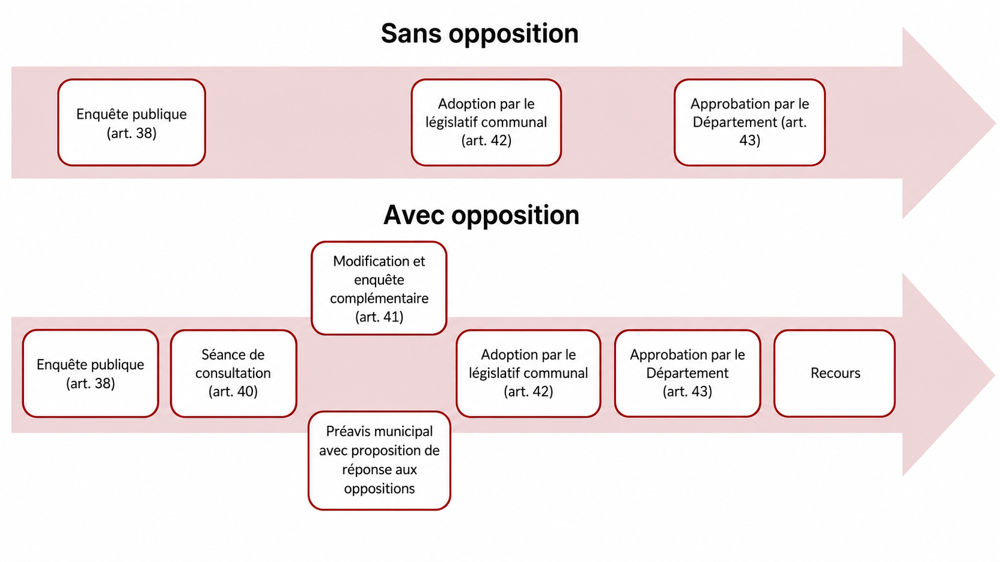 Sans opposition
Enquête publique
(art. 38)
Adoption par le
législatif communal
(art. 42)
Approbation par le
Département (art.
43)
Avec opposition
Enquête publique
(art. 38)
Séance de
consultation
(art. 40)
Modification et
enquête
complémentaire
(art. 41)
Préavis municipal
avec proposition de
réponse aux
oppositions
Adoption par le
législatif communal
(art. 42)
Approbation par le
Département
(art. 43)
Recours